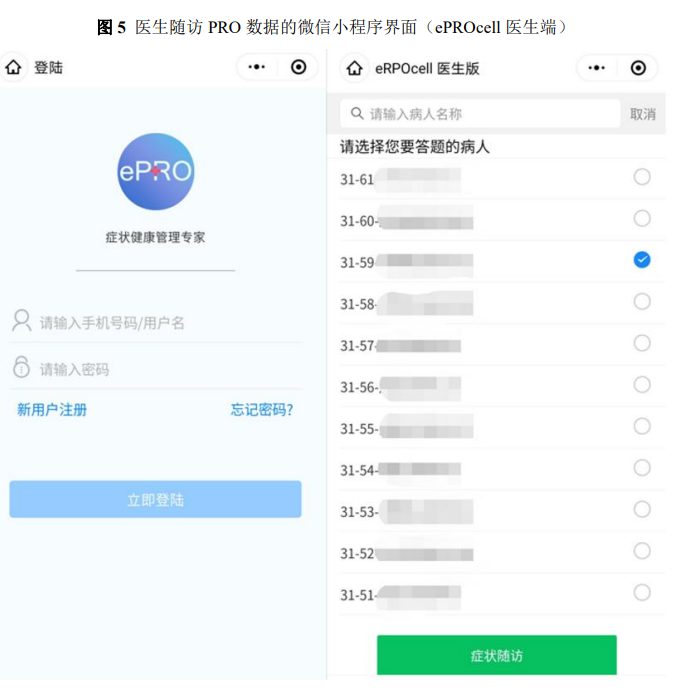 图 5 医生随访 PRO 数据的微信小程序界面（ePROcell 医生端）
登陆
ePRO
症状健康管理专家
请输入手机号码/用户名
请输入密码
新用户注册
忘记密码?
立即登陆
eRPOcell 医生版
请输入病人名称
取消
请选择您要答题的病人
31-61
31-60-
31-59-
31-58-
31-57-
31-56-
31-55-
31-54-
31-53-
31-52
31-51-
症状随访